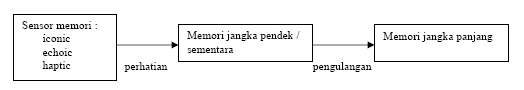 Sensor memori :
iconic
echoic
haptic
perhatian
Memori jangka pendek /
sementara
pengulangan
Memori jangka panjang